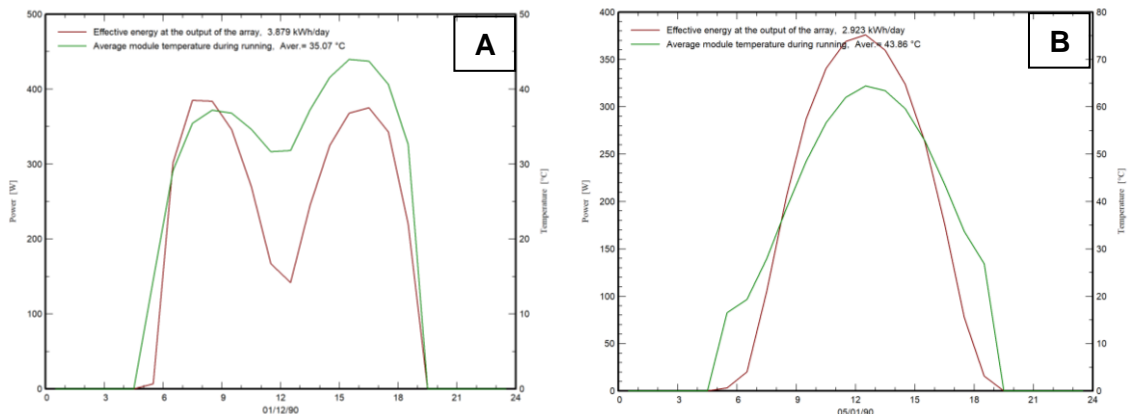 A
Effective energy at the output of the array, 3.879 kWh/day
Average module temperature during running, Aver.= 35.07 °C
500
400
300
200
100
0
Power [W]
50
40
30
20
10
0
Temperature [°C]
0 3 6 9 12 15 18 21 24
01/12/90
B
Effective energy at the output of the array, 2.923 kWh/day
Average module temperature during running, Aver.= 43.86 °C
400
350
300
250
200
150
100
50
0
Power [W]
80
70
60
50
40
30
20
10
0
Temperature [°C]
0 3 6 9 12 15 18 21 24
05/01/90